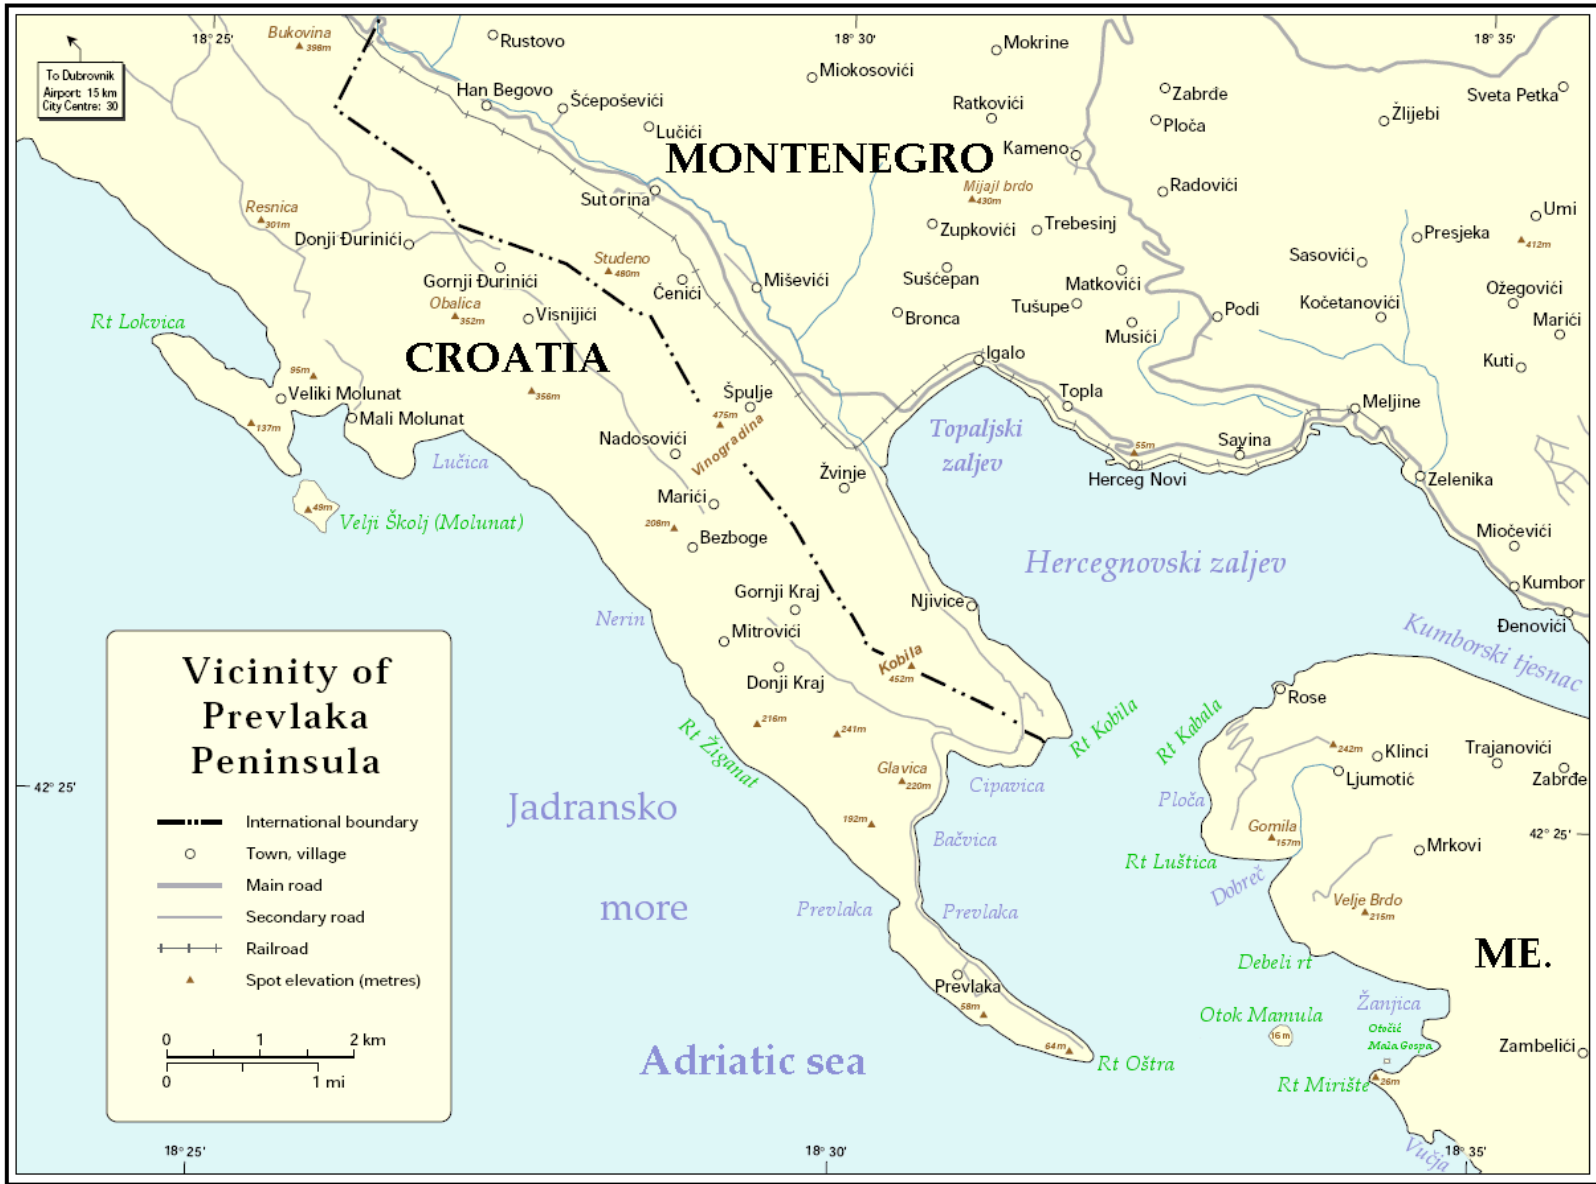 18° 25'
18° 30'
18° 35'
Bukovina
398m
To Dubrovnik
Airport: 15 km
City Centre: 30
Rustovo
Mokrine
Miokosovići
Han Begovo
Šćepoševići
Ratkovići
Zabrđe
Sveta Petka
Ploča
Žlijebi
Lučići
MONTENEGRO
Kameno
Sutorina
Mijajl brdo
430m
Radovići
Resnica
301m
Umi
Zupkovići
Trebesinj
Presjeka
412m
Donji Đurinići
Studeno
480m
Sasovići
Gornji Đurinići
Čenići
Miševići
Sušćepan
Matkovići
Ožegovići
Obalica
352m
Visnijići
Bronca
Tušupe
Musići
Podi
Kočetanovići
Marići
Rt Lokvica
CROATIA
Igalo
Kuti
95m
Veliki Molunat
356m
Špulje
Topla
Meljine
Mali Molunat
137m
475m
Vinogradina
Nadosovići
Topaljski
zaljev
55m
Savina
Lučica
Žvinje
Herceg Novi
Zelenika
49m
Velji Školj (Molunat)
Marići
208m
Bezboge
Miočevići
Hercegnovski zaljev
Kumbor
Gornji Kraj
Njivice
Nerin
Mitrovići
Đenovići
Kumborski tjesnac
Kobila
452m
Donji Kraj
Rose
216m
241m
Rt Žiganat
Rt Kobila
Rt Kabala
242m
Klinci
Trajanovići
Zabrđe
Ljumotić
Glavica
220m
Cipavica
Ploča
42° 25'
Jadransko
more
192m
Bačvica
Gomila
157m
42° 25'
Mrkovi
Rt Luštica
Dobreč
Prevlaka
Prevlaka
Velje Brdo
215m
ME.
Debeli rt
Prevlaka
58m
Žanjica
Otok Mamula
16 m
Otočić
Mala Gospa
Zambelići
64m
Rt Oštra
Adriatic sea
Rt Mirište
26m
Vučja
Vicinity of
Prevlaka
Peninsula
International boundary
Town, village
Main road
Secondary road
Railroad
Spot elevation (metres)
0 1 2 km
0 1 mi
18° 25'
18° 30'
18° 35'